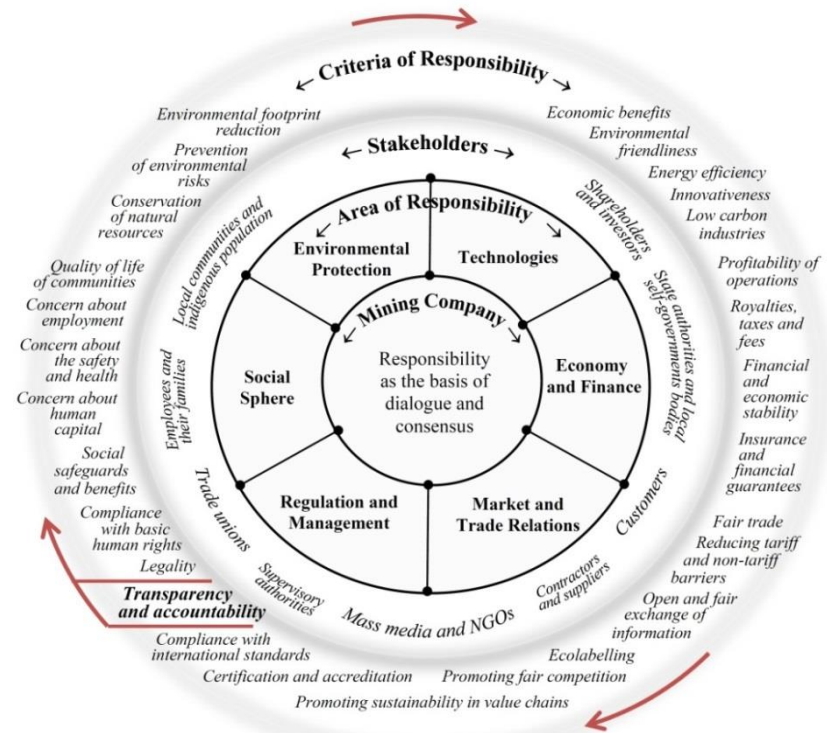 ← Criteria of Responsibility →
Environmental footprint
reduction
Prevention
of environmental
risks
Conservation
of natural
resources
Quality of life
of communities
Concern about
employment
Concern about
the safety
and health
Concern about
human
capital
Social
safeguards
and benefits
Compliance
with basic
human rights
Legality
Transparency
and accountability
Compliance with
international standards
Certification and accreditation
Promoting sustainability in value chains
Promoting fair competition
Ecolabelling
Open and fair
exchange of
information
Reducing tariff
and non-tariff
barriers
Fair trade
Insurance
and
financial
guarantees
Financial
and
economic
stability
Royalties,
taxes and
fees
Profitability of
operations
Low carbon
industries
Innovativeness
Energy efficiency
Environmental
friendliness
Economic benefits
← Stakeholders →
Local communities and
indigenous population
Employees and
their families
Trade unions
Supervisory
authorities
Mass media and NGOs
Contractors
and suppliers
Customers
State authorities and local
self-governments bodies
Shareholders
and investors
← Area of Responsibility →
Environmental
Protection
Technologies
Social
Sphere
Economy
and Finance
Regulation and
Management
Market and
Trade Relations
← Mining Company →
Responsibility
as the basis of
dialogue and
consensus